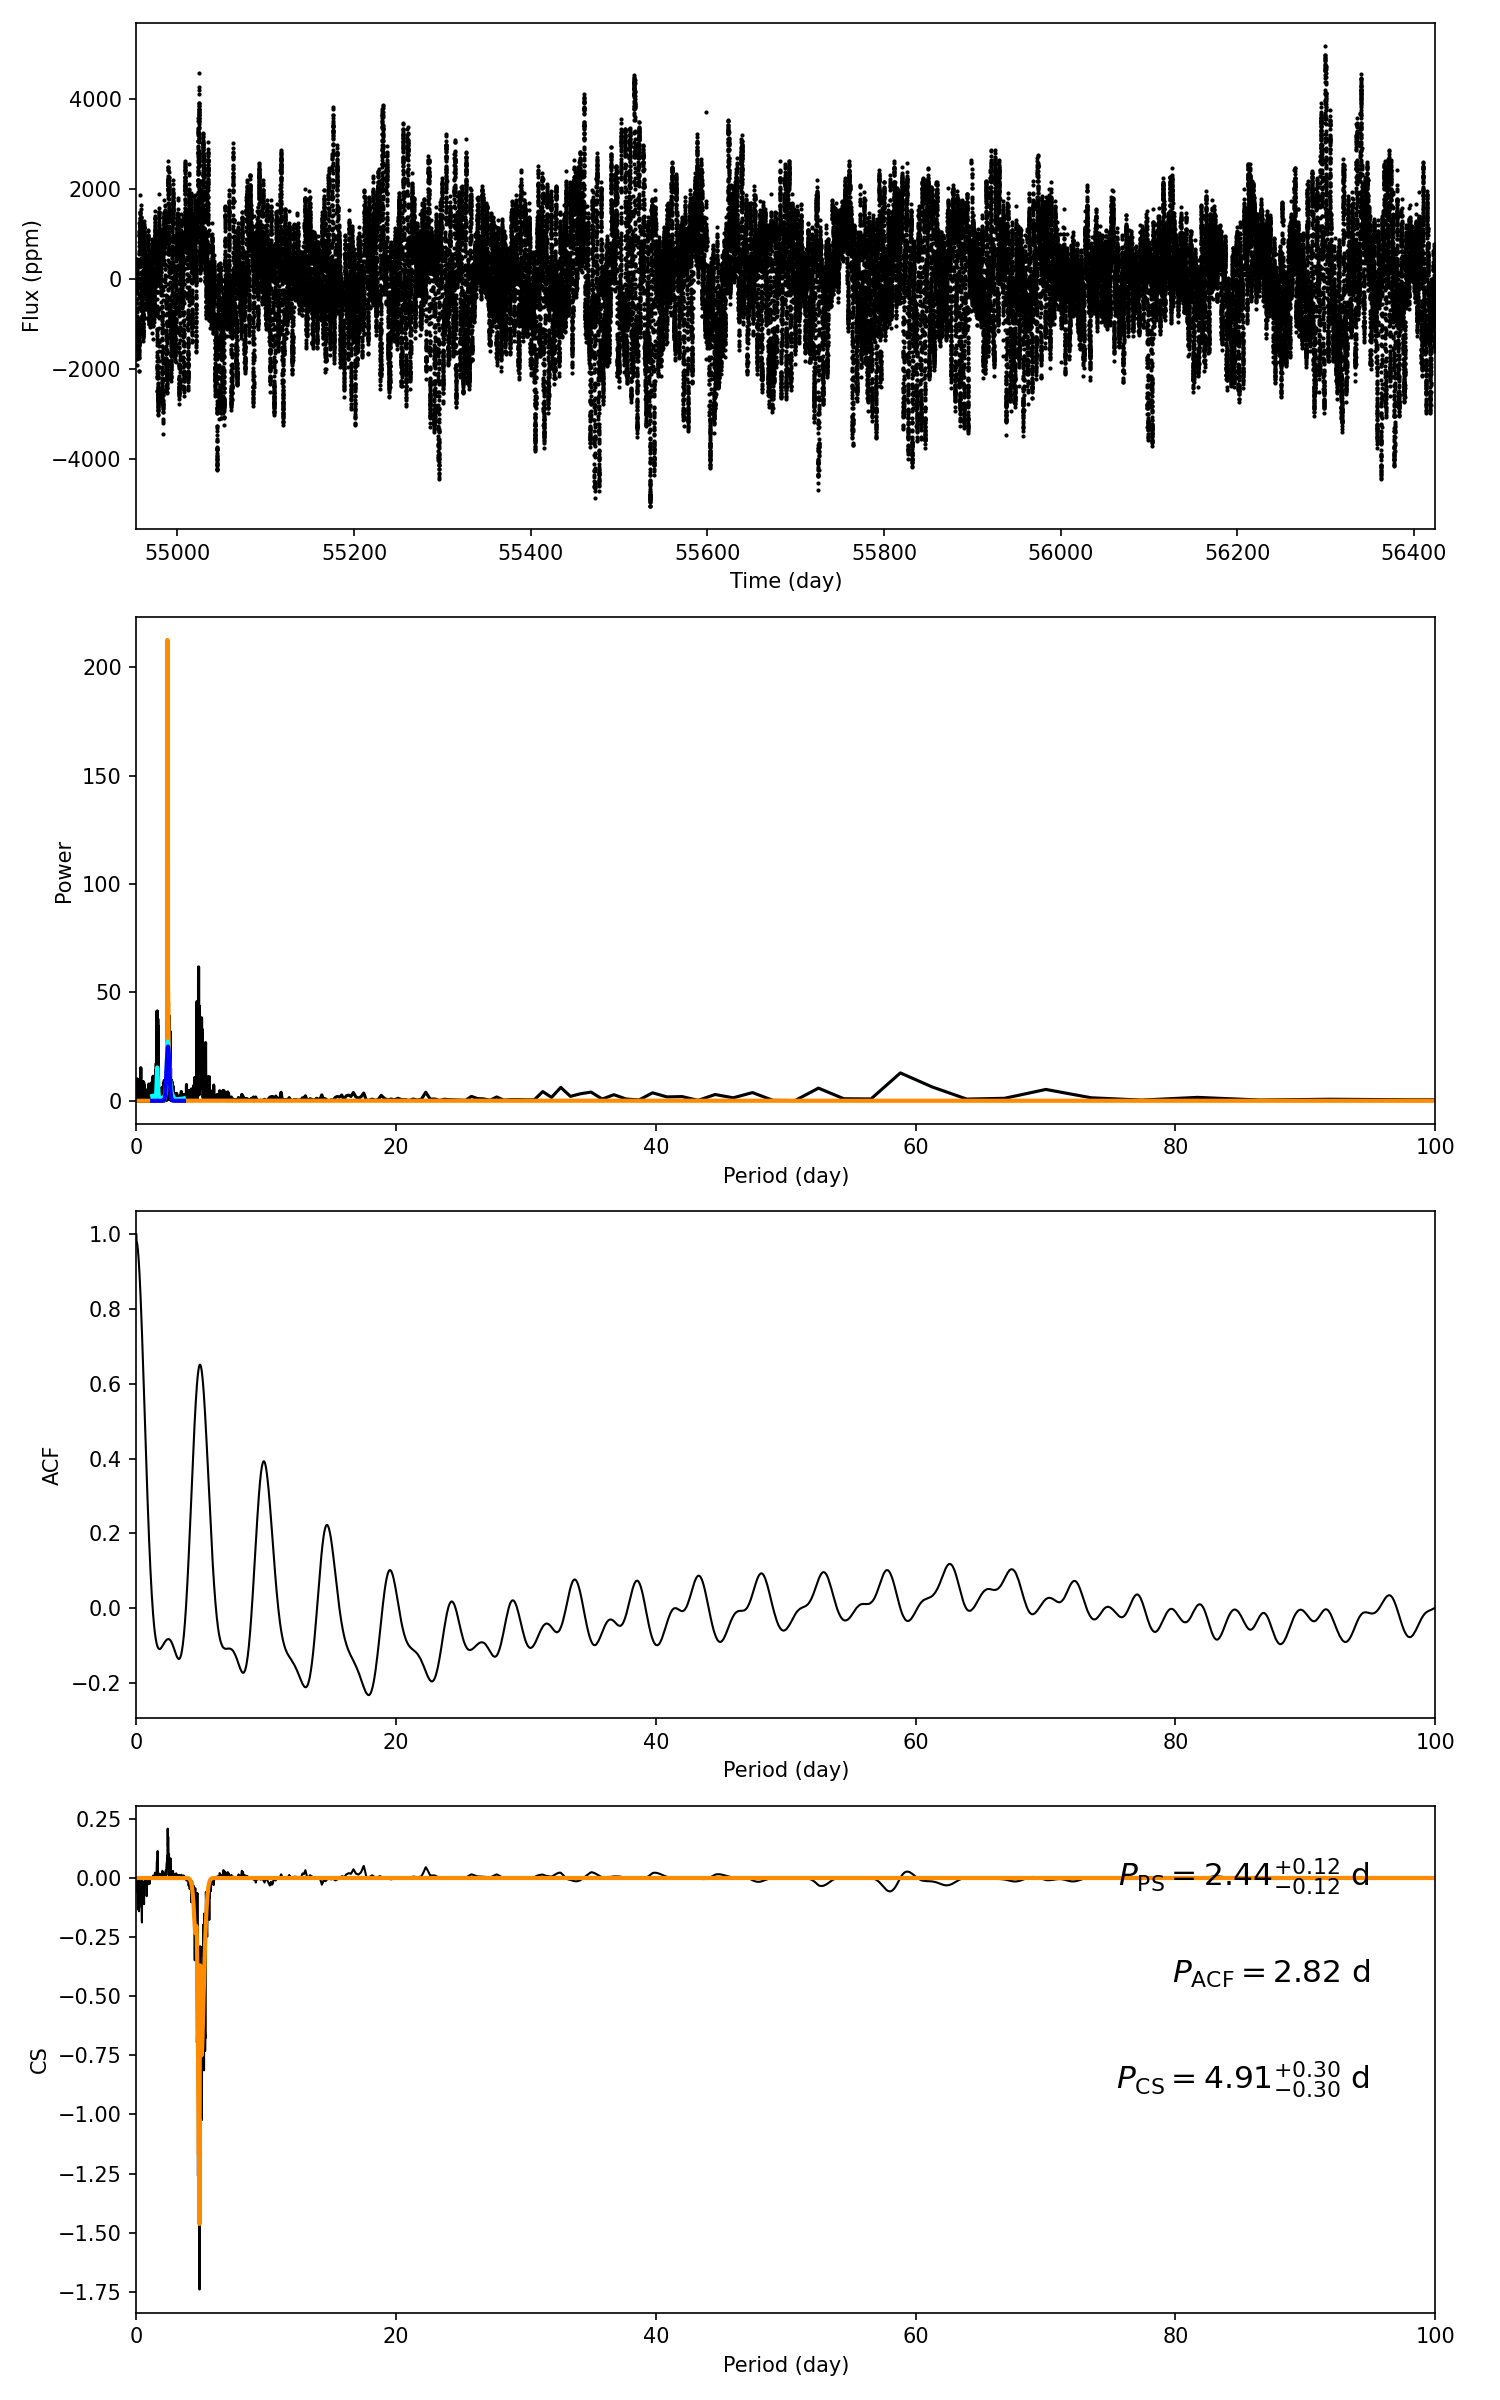 4000
2000
0
−2000
−4000
Flux (ppm)
55000 55200 55400 55600 55800 56000 56200 56400
Time (day)
200
150
100
50
0
Power
0 20 40 60 80 100
Period (day)
1.0
0.8
0.6
0.4
0.2
0.0
−0.2
ACF
0 20 40 60 80 100
Period (day)
0.25
0.00
−0.25
−0.50
−0.75
−1.00
−1.25
−1.50
−1.75
CS
P_PS = 2.44^{+0.12}_{−0.12} d
P_ACF = 2.82 d
P_CS = 4.91^{+0.30}_{−0.30} d
0 20 40 60 80 100
Period (day)